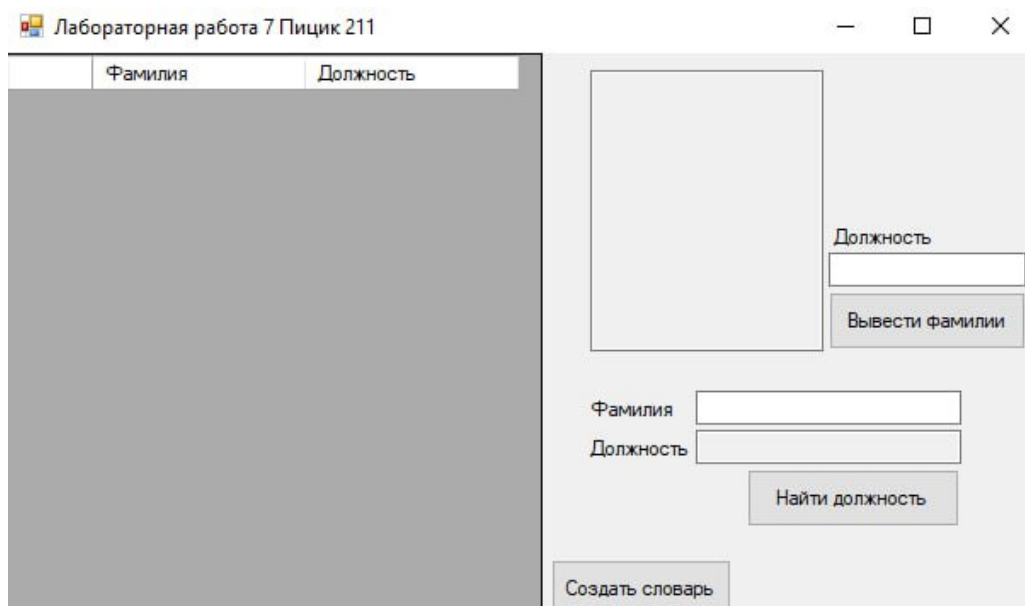 Лабораторная работа 7 Пицик 211
Фамилия Должность
Должность
Вывести фамилии
Фамилия
Должность
Найти должность
Создать словарь